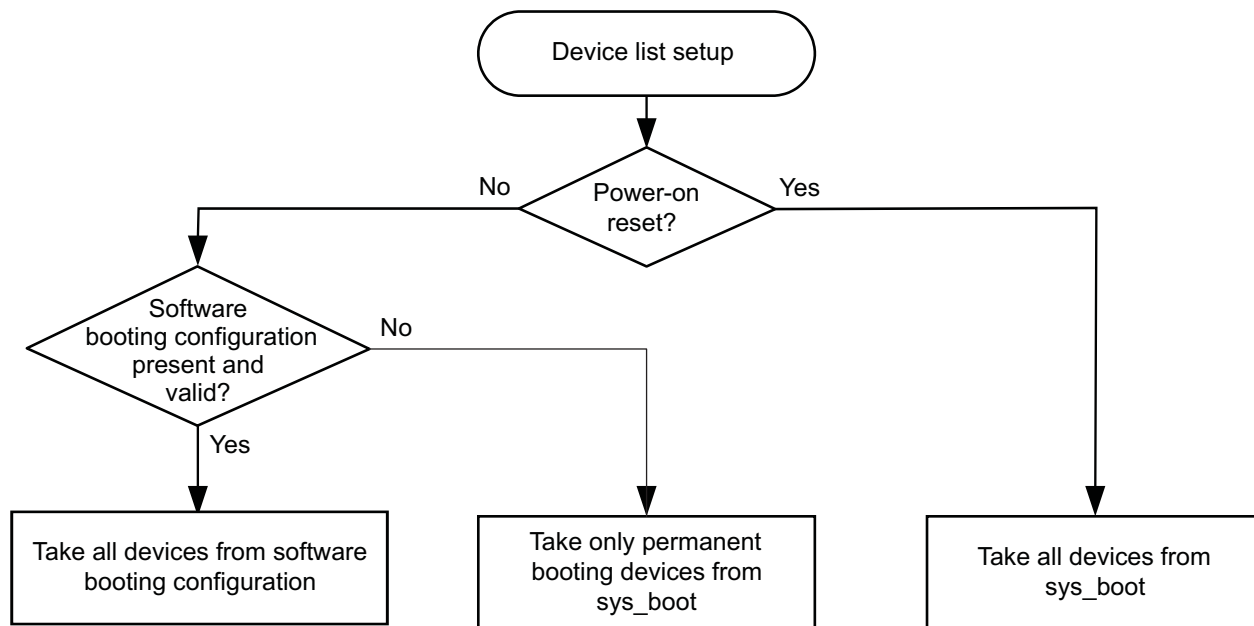 Device list setup
Power-on
reset?
No
Yes
Software
booting configuration
present and
valid?
No
Yes
Take all devices from software
booting configuration
Take only permanent
booting devices from
sys_boot
Take all devices from
sys_boot